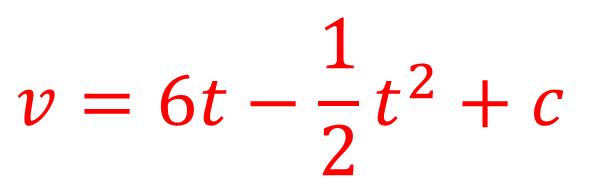 v = 6t − 1/2 t² + c